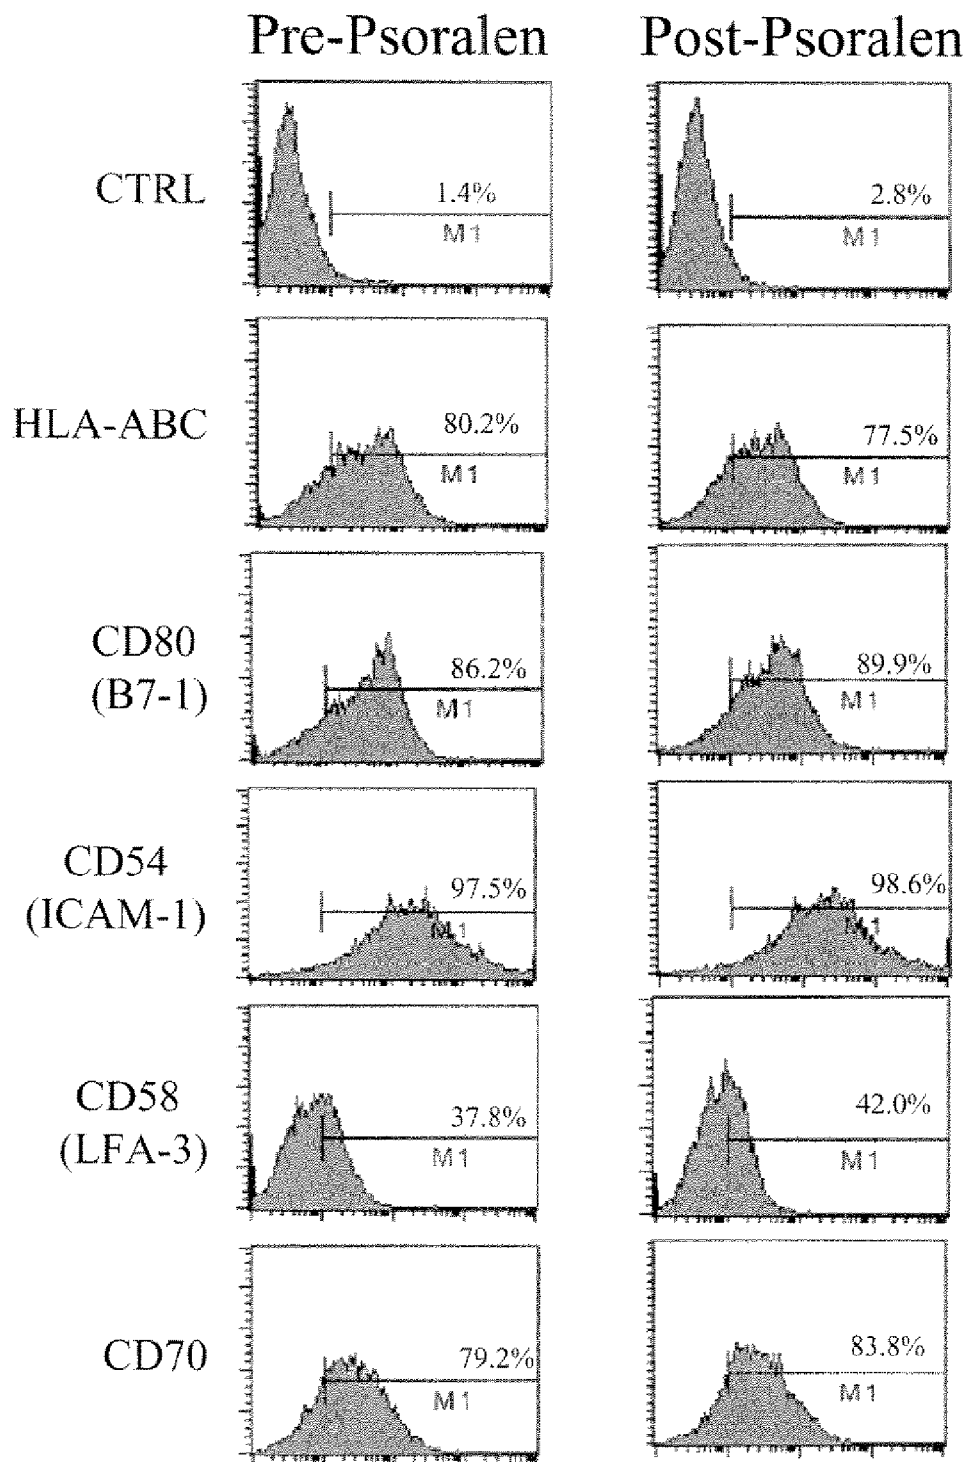 Pre-Psoralen Post-Psoralen
CTRL 1.4% 2.8%
M1 M1
HLA-ABC 80.2% 77.5%
M1 M1
CD80
(B7-1) 86.2% 89.9%
M1 M1
CD54
(ICAM-1) 97.5% 98.6%
M1 M1
CD58
(LFA-3) 37.8% 42.0%
M1 M1
CD70 79.2% 83.8%
M1 M1